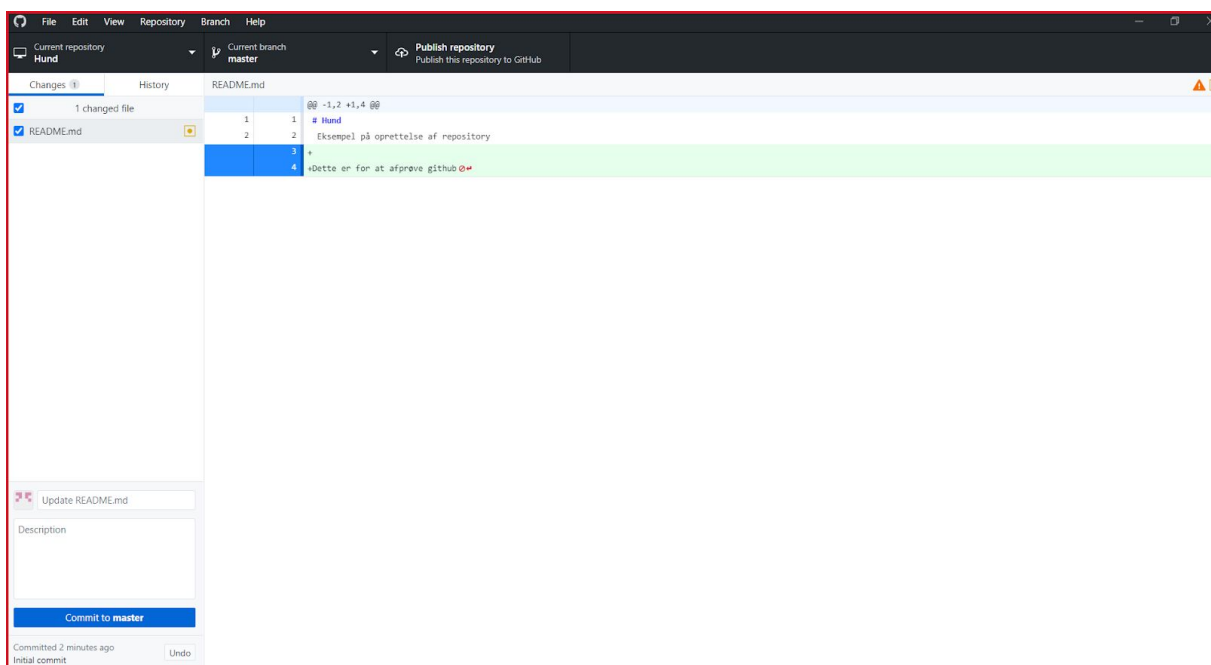 File Edit View Repository Branch Help
Current repository
Hund
Current branch
master
Publish repository
Publish this repository to GitHub
Changes 1 History
1 changed file
README.md
README.md
@@ -1,2 +1,4 @@
1 1 # Hund
2 2 Eksempel på oprettelse af repository
3 +
4 +Dette er for at afprøve github
Update README.md
Description
Commit to master
Committed 2 minutes ago
Initial commit
Undo